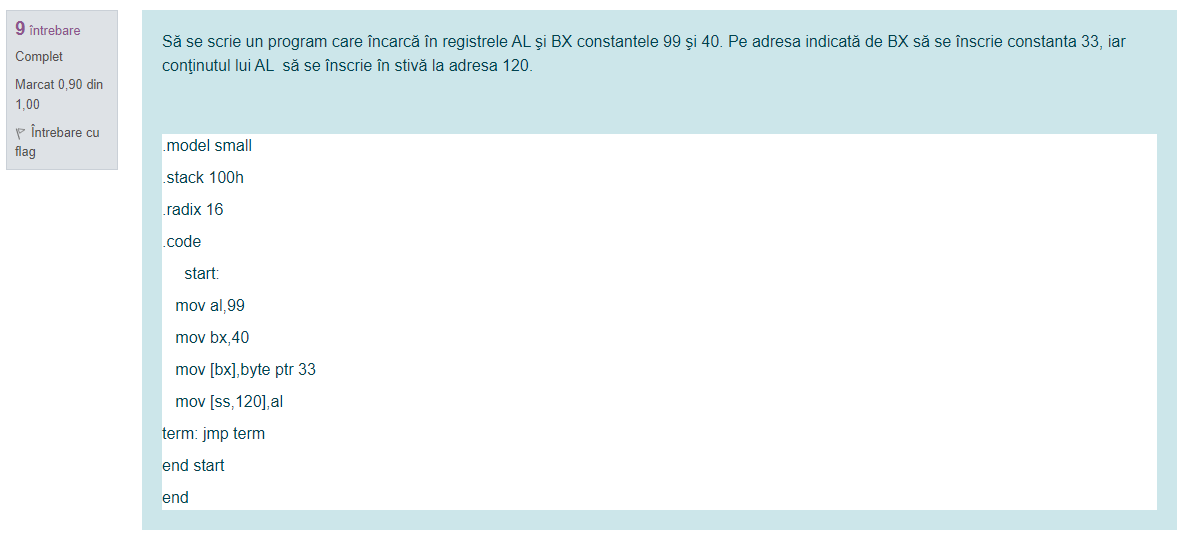 9 întrebare
Complet
Marcat 0,90 din
1,00
Întrebare cu
flag
Să se scrie un program care încarcă în registrele AL şi BX constantele 99 şi 40. Pe adresa indicată de BX să se înscrie constanta 33, iar
conţinutul lui AL  să se înscrie în stivă la adresa 120.
.model small
.stack 100h
.radix 16
.code
start:
mov al,99
mov bx,40
mov [bx],byte ptr 33
mov [ss,120],al
term: jmp term
end start
end